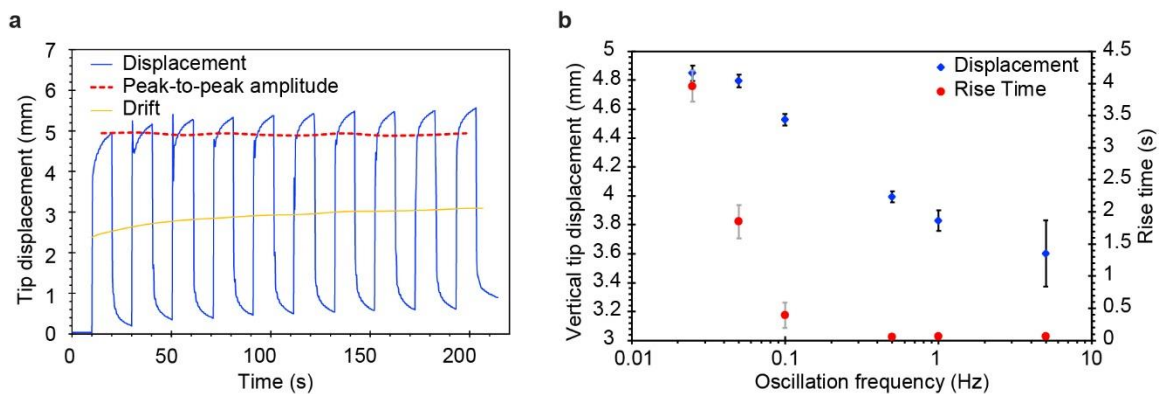 a
7
6
5
4
3
2
1
0
Tip displacement (mm)
Displacement
Peak-to-peak amplitude
Drift
0 50 100 150 200
Time (s)
b
5
4.8
4.6
4.4
4.2
4
3.8
3.6
3.4
3.2
3
Vertical tip displacement (mm)
Displacement
Rise Time
4.5
4
3.5
3
2.5
2
1.5
1
0.5
0
Rise time (s)
0.01 0.1 1 10
Oscillation frequency (Hz)